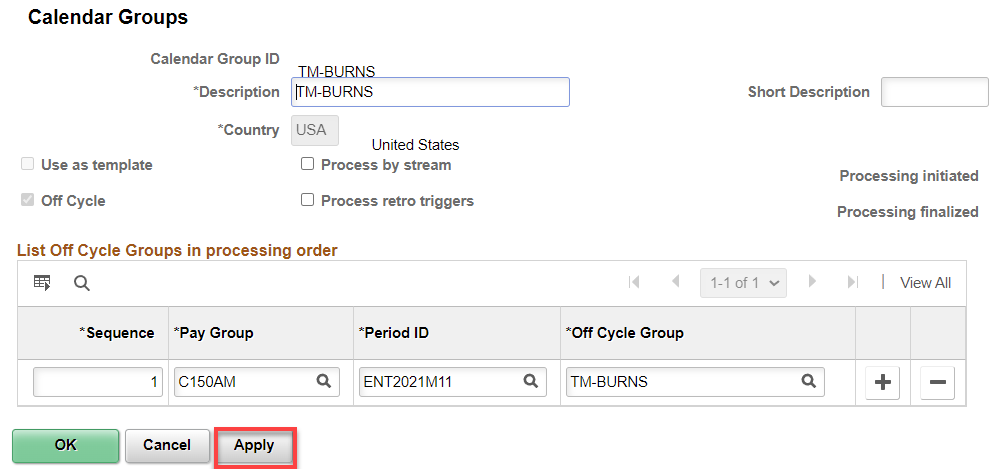 Calendar Groups
Calendar Group ID TM-BURNS
*Description TM-BURNS Short Description
*Country USA United States
Use as template Process by stream Processing initiated
Off Cycle Process retro triggers Processing finalized
List Off Cycle Groups in processing order
1-1 of 1 View All
*Sequence *Pay Group *Period ID *Off Cycle Group
1 C150AM ENT2021M11 TM-BURNS
OK Cancel Apply